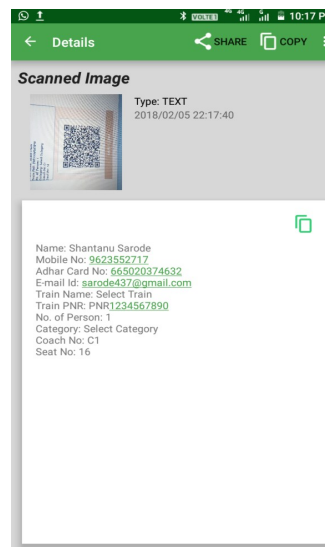 10:17 P
Details
SHARE
COPY
Scanned Image
Type: TEXT
2018/02/05 22:17:40
Name: Shantanu Sarode
Mobile No: 9623552717
Adhar Card No: 665020374632
E-mail Id: sarode437@gmail.com
Train Name: Select Train
Train PNR: PNR1234567890
No. of Person: 1
Category: Select Category
Coach No: C1
Seat No: 16